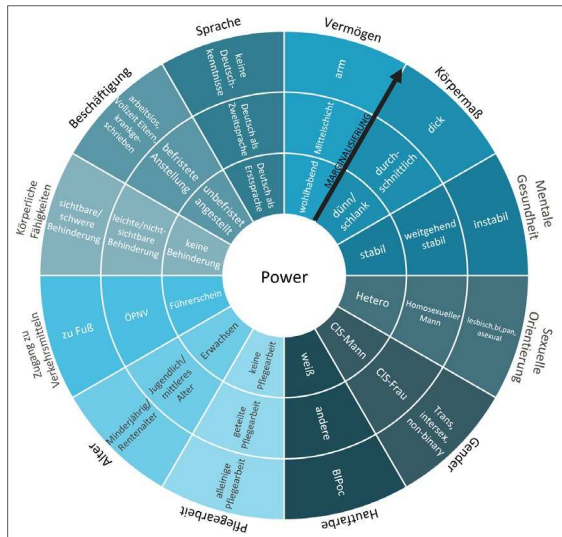 Vermögen
arm
Mittelschicht
wohlhabend
MARGINALISIERUNG
Körpermaß
dick
durch-
schnittlich
dünn/
schlank
Mentale
Gesundheit
instabil
weitgehend
stabil
stabil
Sexuelle
Orientierung
lesbisch,bi,pan,
asexual
Homosexueller
Mann
Hetero
Gender
Trans,
intersex,
non-binary
CIS-Frau
CIS-Mann
Hautfarbe
BIPoc
andere
weiß
Pflegearbeit
alleinige
Pflegearbeit
geteilte
Pflegearbeit
keine
Pflegearbeit
Alter
Minderjährig/
Rentenalter
Jugendlich/
mittleres
Alter
Erwachsen
Zugang zu
Verkehrsmitteln
zu Fuß
ÖPNV
Führerschein
Körperliche
Fähigkeiten
sichtbare/
schwere
Behinderung
leichte/nicht-
sichtbare
Behinderung
keine
Behinderung
Beschäftigung
arbeitslos,
Vollzeit Eltern,
krankge-
schrieben
befristete
Anstellung
unbefristet
angestellt
Sprache
keine
Deutsch-
kenntnisse
Deutsch als
Zweitsprache
Deutsch als
Erstsprache
Power